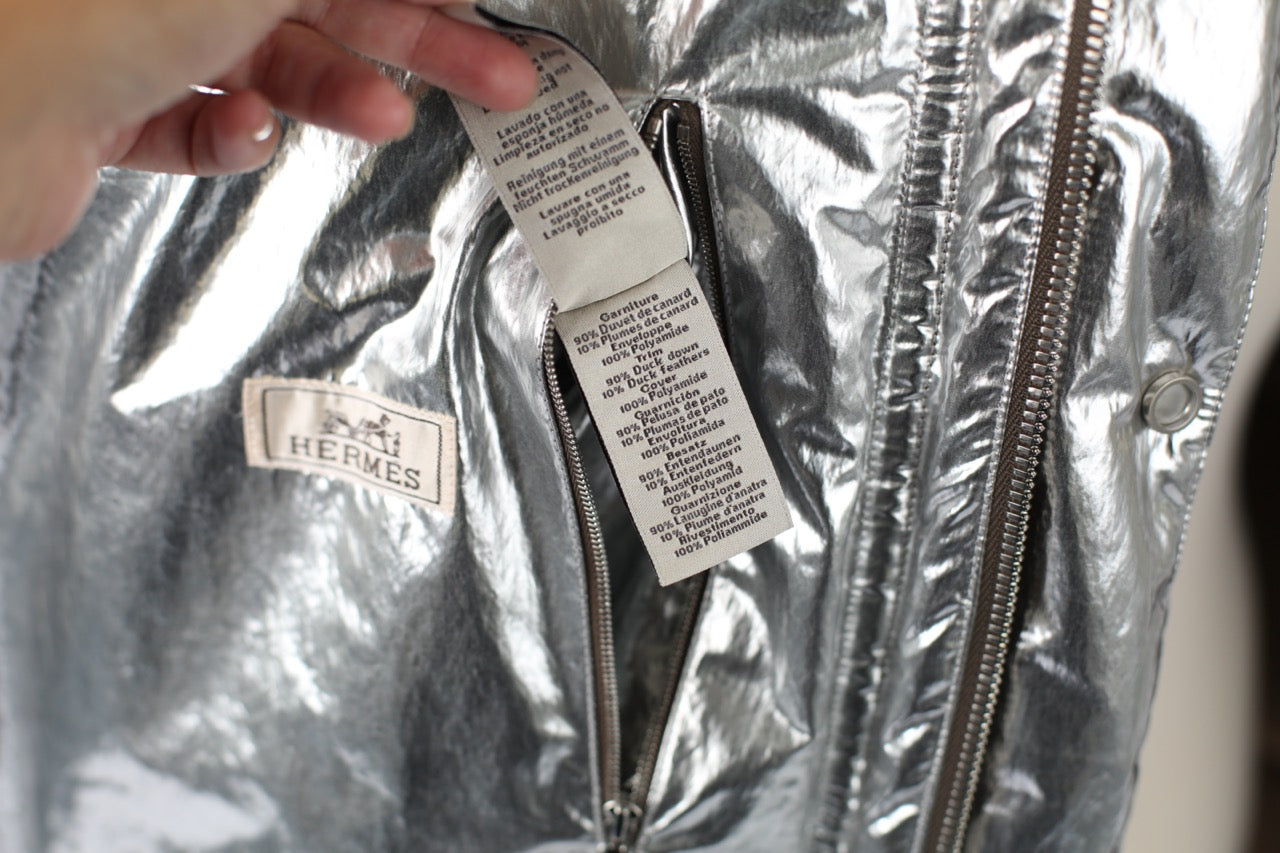 Lavado con una
esponja húmeda
Limpieza en seco no
autorizado
Reinigung mit einem
feuchten Schwamm
Nicht trockenreinigung
Lavare con una
spugna umida
Lavaggio a secco
proibito
Garniture
90% Duvet de canard
10% Plumes de canard
Enveloppe
100% Polyamide
Trim
90% Duck down
10% Duck feathers
Cover
100% Polyamide
Guarnición
90% Pelusa de pato
10% Plumas de pato
Envoltura
100% Poliamida
Besatz
90% Entendaunen
10% Entenfedern
Auskleidung
100% Polyamid
Guarnizione
90% Lanugine d'anatra
10% Piume d'anatra
Rivestimento
100% Poliammide
HERMES